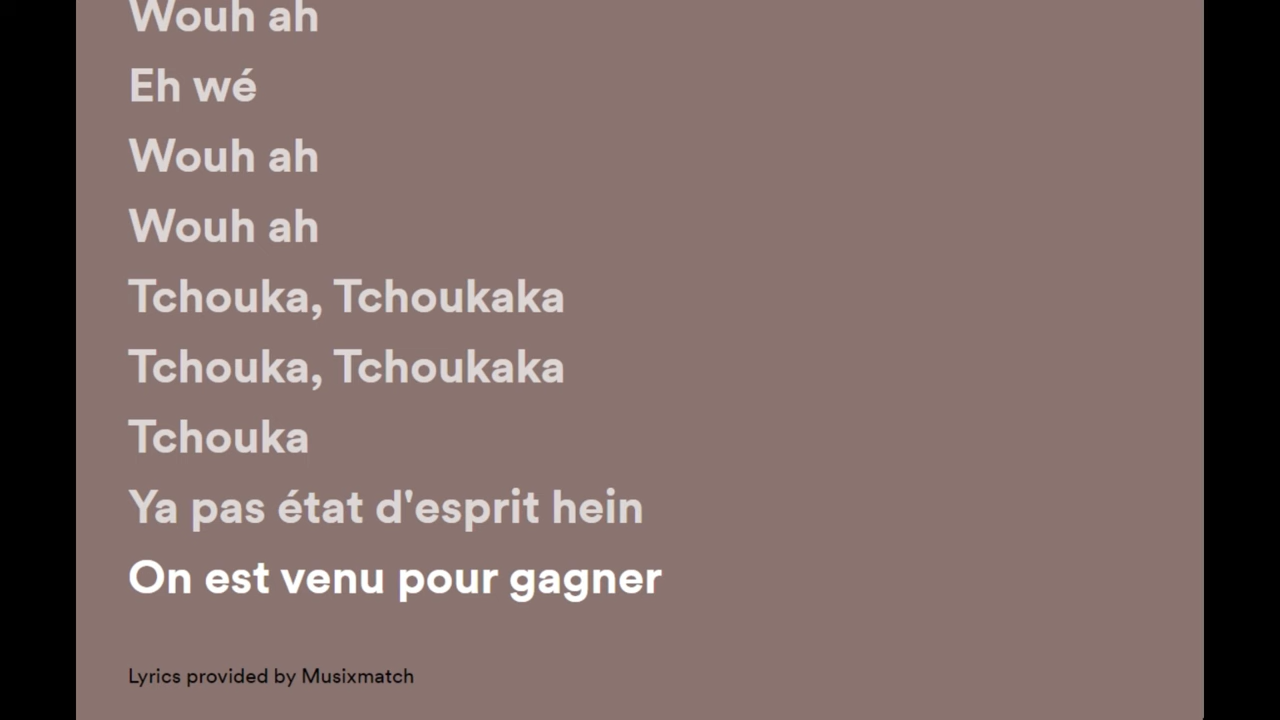 Wouh ah
Eh wé
Wouh ah
Wouh ah
Tchouka, Tchoukaka
Tchouka, Tchoukaka
Tchouka
Ya pas état d'esprit hein
On est venu pour gagner
Lyrics provided by Musixmatch